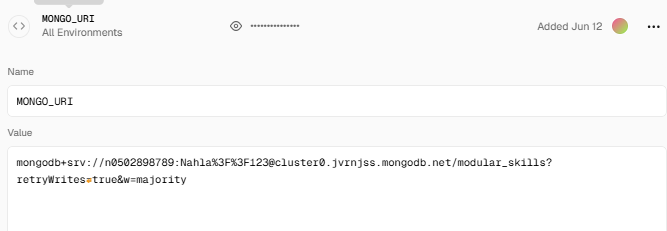 MONGO_URI
All Environments
••••••••••••••
Added Jun 12
Name
MONGO_URI
Value
mongodb+srv://n0502898789:Nahla%3F%3Fi23@cluster0.jvrnjss.mongodb.net/modular_skills?
retryWrites=true&w=majority